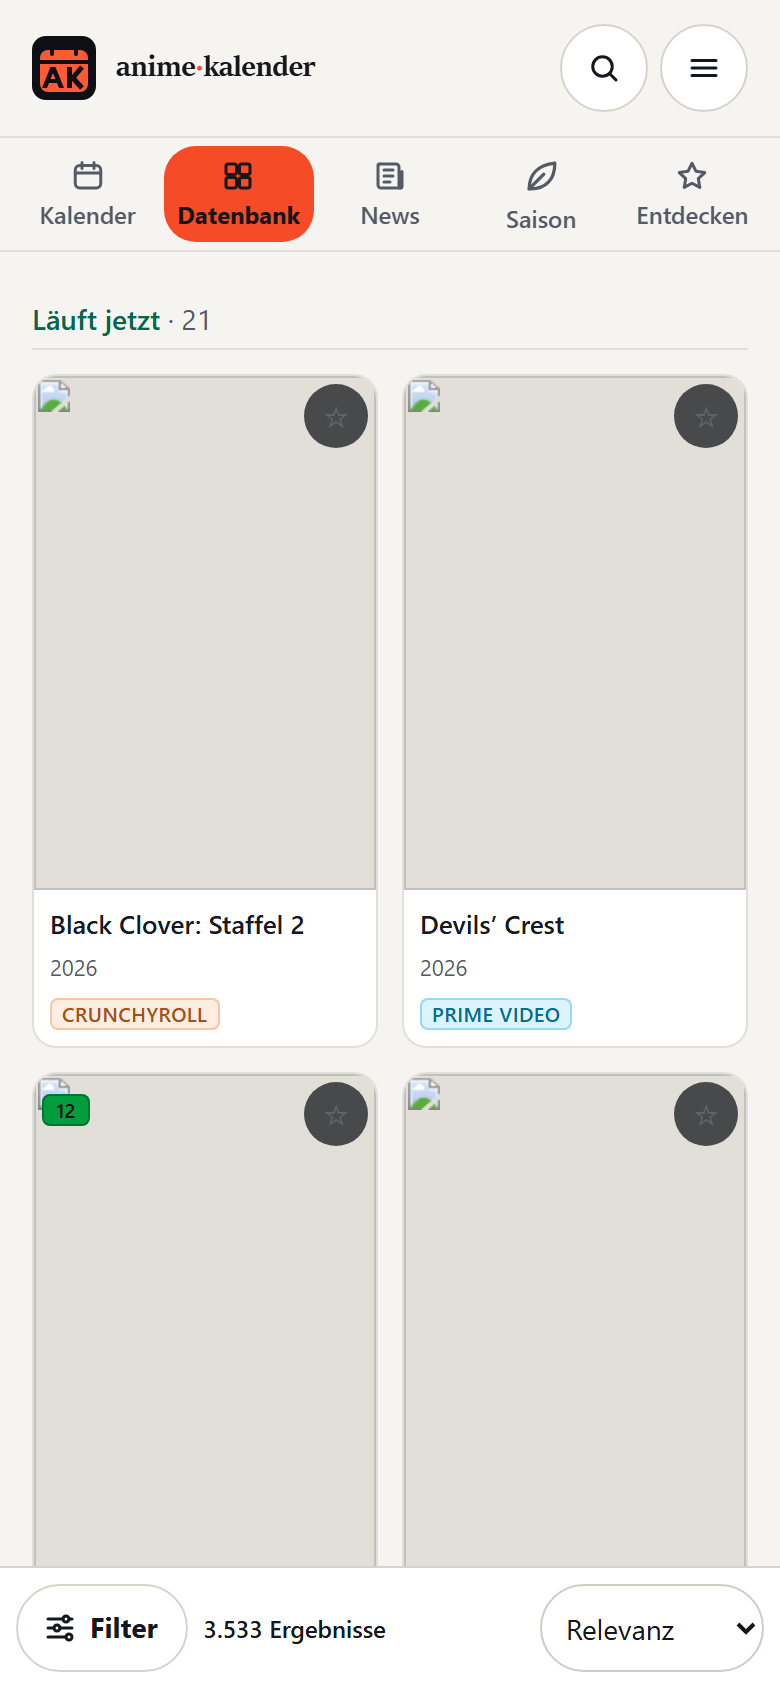 AK
anime·kalender
Kalender
Datenbank
News
Saison
Entdecken
Läuft jetzt · 21
Black Clover: Staffel 2
2026
CRUNCHYROLL
Devils’ Crest
2026
PRIME VIDEO
12
Filter
3.533 Ergebnisse
Relevanz